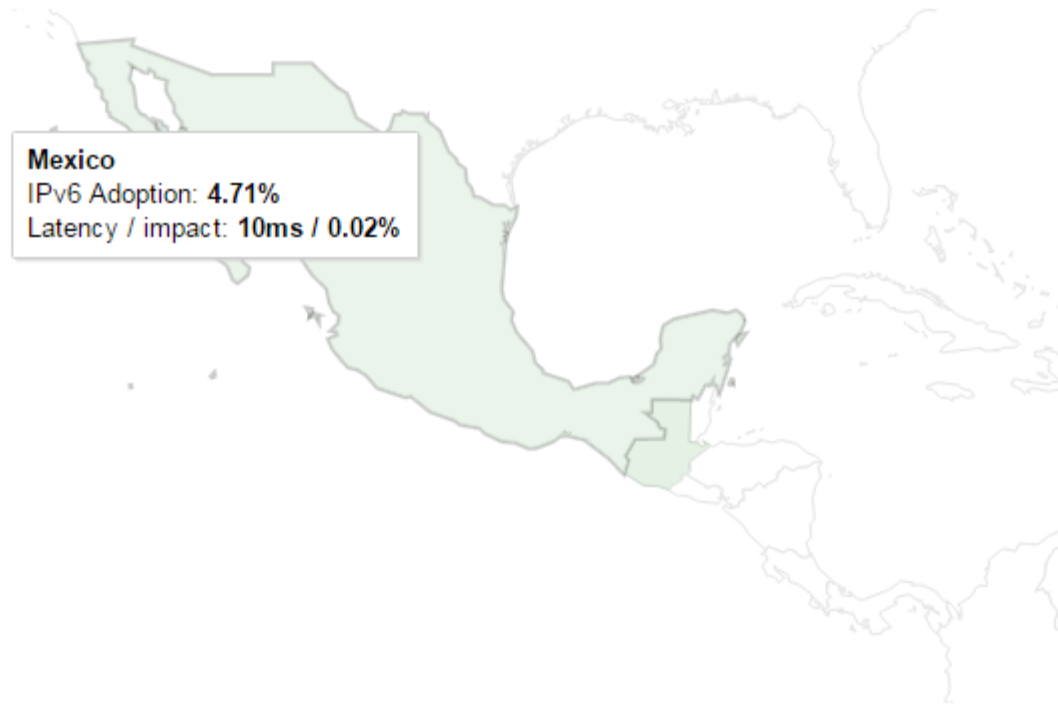 Mexico
IPv6 Adoption: 4.71%
Latency / impact: 10ms / 0.02%